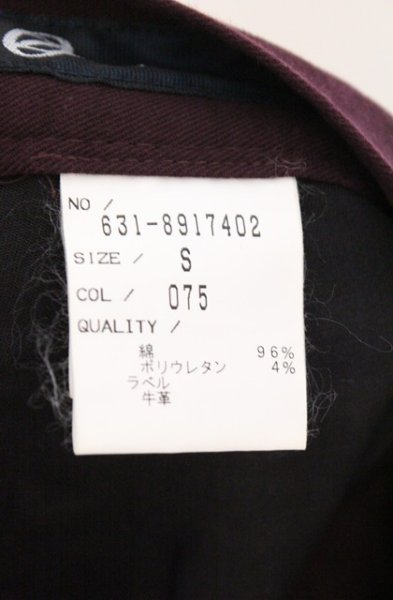 NO /
631-8917402
SIZE / S
COL / 075
QUALITY /
綿 96%
ポリウレタン 4%
ラベル
牛革